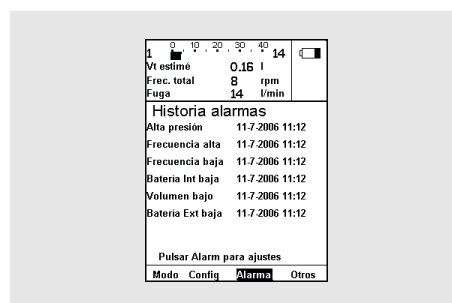 0 10 20 30 40
1 14
Vt estimé 0.16 l
Frec. total 8 rpm
Fuga 14 l/min
Historia alarmas
Alta presión 11-7-2006 11:12
Frecuencia alta 11-7-2006 11:12
Frecuencia baja 11-7-2006 11:12
Batería Int baja 11-7-2006 11:12
Volumen bajo 11-7-2006 11:12
Batería Ext baja 11-7-2006 11:12
Pulsar Alarm para ajustes
Modo Config Alarma Otros